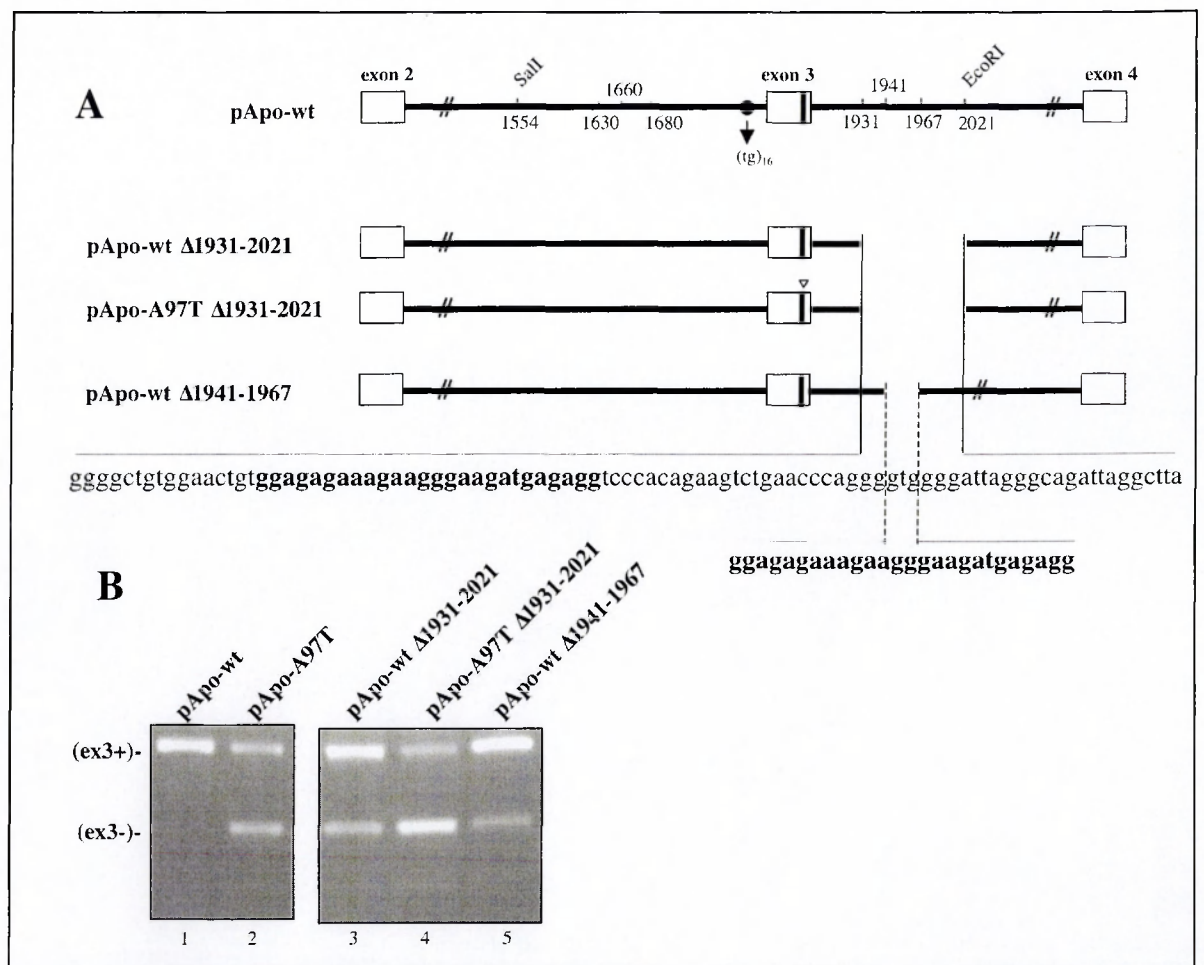 A
exon 2
SalI
exon 3
EcoRI
exon 4
pApo-wt
1660
1941
1554
1630
1680
1931
1967
2021
(tg)16
pApo-wt Δ1931-2021
pApo-A97T Δ1931-2021
pApo-wt Δ1941-1967
ggggctgtggaactgtggagagaaagaagggaagatgagaggtcccacagaagtctgaacccaggggtggggattagggcagattaggctta
ggagagaaagaagggaagatgagagg
B
pApo-wt
pApo-A97T
pApo-wt Δ1931-2021
pApo-A97T Δ1931-2021
pApo-wt Δ1941-1967
(ex3+)-
(ex3-)-
1
2
3
4
5